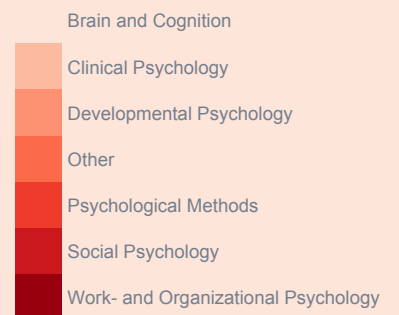 Brain and Cognition
Clinical Psychology
Developmental Psychology
Other
Psychological Methods
Social Psychology
Work- and Organizational Psychology